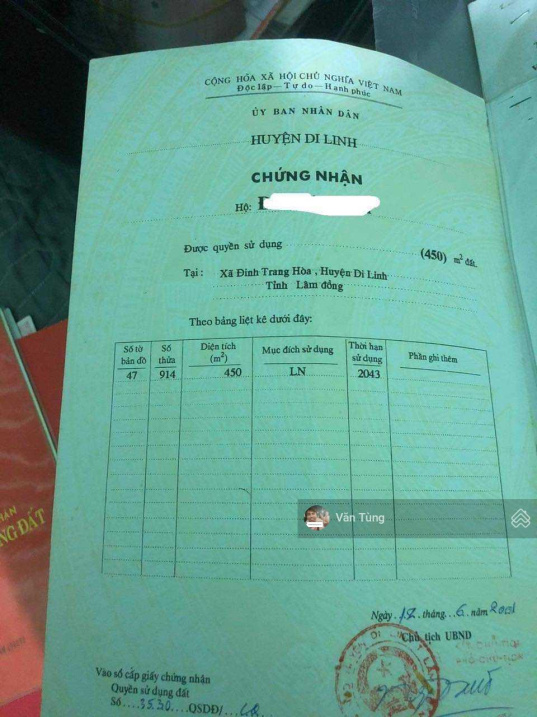 CỘNG HÒA XÃ HỘI CHỦ NGHĨA VIỆT NAM
Độc lập — Tự do — Hạnh phúc
ỦY BAN NHÂN DÂN
HUYỆN DI LINH
CHỨNG NHẬN
Hộ:
Được quyền sử dụng (450) m² đất.
Tại : Xã Đinh Trang Hòa , Huyện Di Linh
Tỉnh Lâm đồng
Theo bảng liệt kê dưới đây:
Số tờ bản đồ Số thửa Diện tích (m²) Mục đích sử dụng Thời hạn sử dụng Phần ghi thêm
47 914 450 LN 2043
Văn Tùng
NG ĐẤT
Ngày 12 tháng 6 năm 2001
Chủ tịch UBND
Vào sổ cấp giấy chứng nhận
Quyền sử dụng đất
Số 3530 QSDĐ/